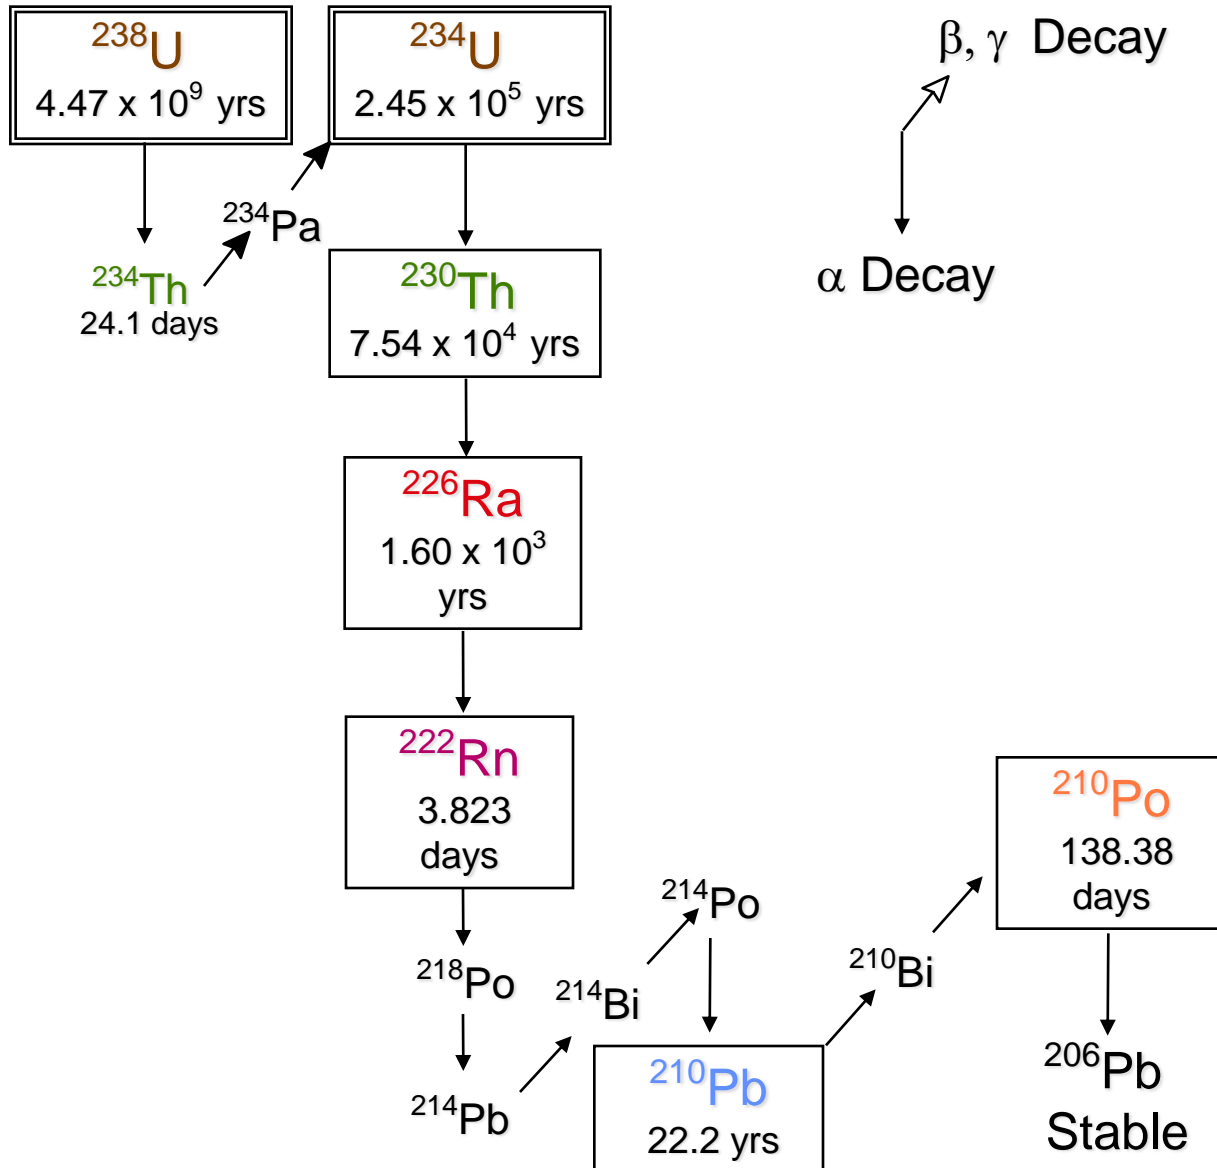 ²³⁸U
4.47 x 10⁹ yrs
²³⁴U
2.45 x 10⁵ yrs
β, γ Decay
α Decay
²³⁴Pa
²³⁴Th
24.1 days
²³⁰Th
7.54 x 10⁴ yrs
²²⁶Ra
1.60 x 10³
yrs
²²²Rn
3.823
days
²¹⁸Po
²¹⁴Pb
²¹⁴Bi
²¹⁴Po
²¹⁰Pb
22.2 yrs
²¹⁰Bi
²¹⁰Po
138.38
days
²⁰⁶Pb
Stable